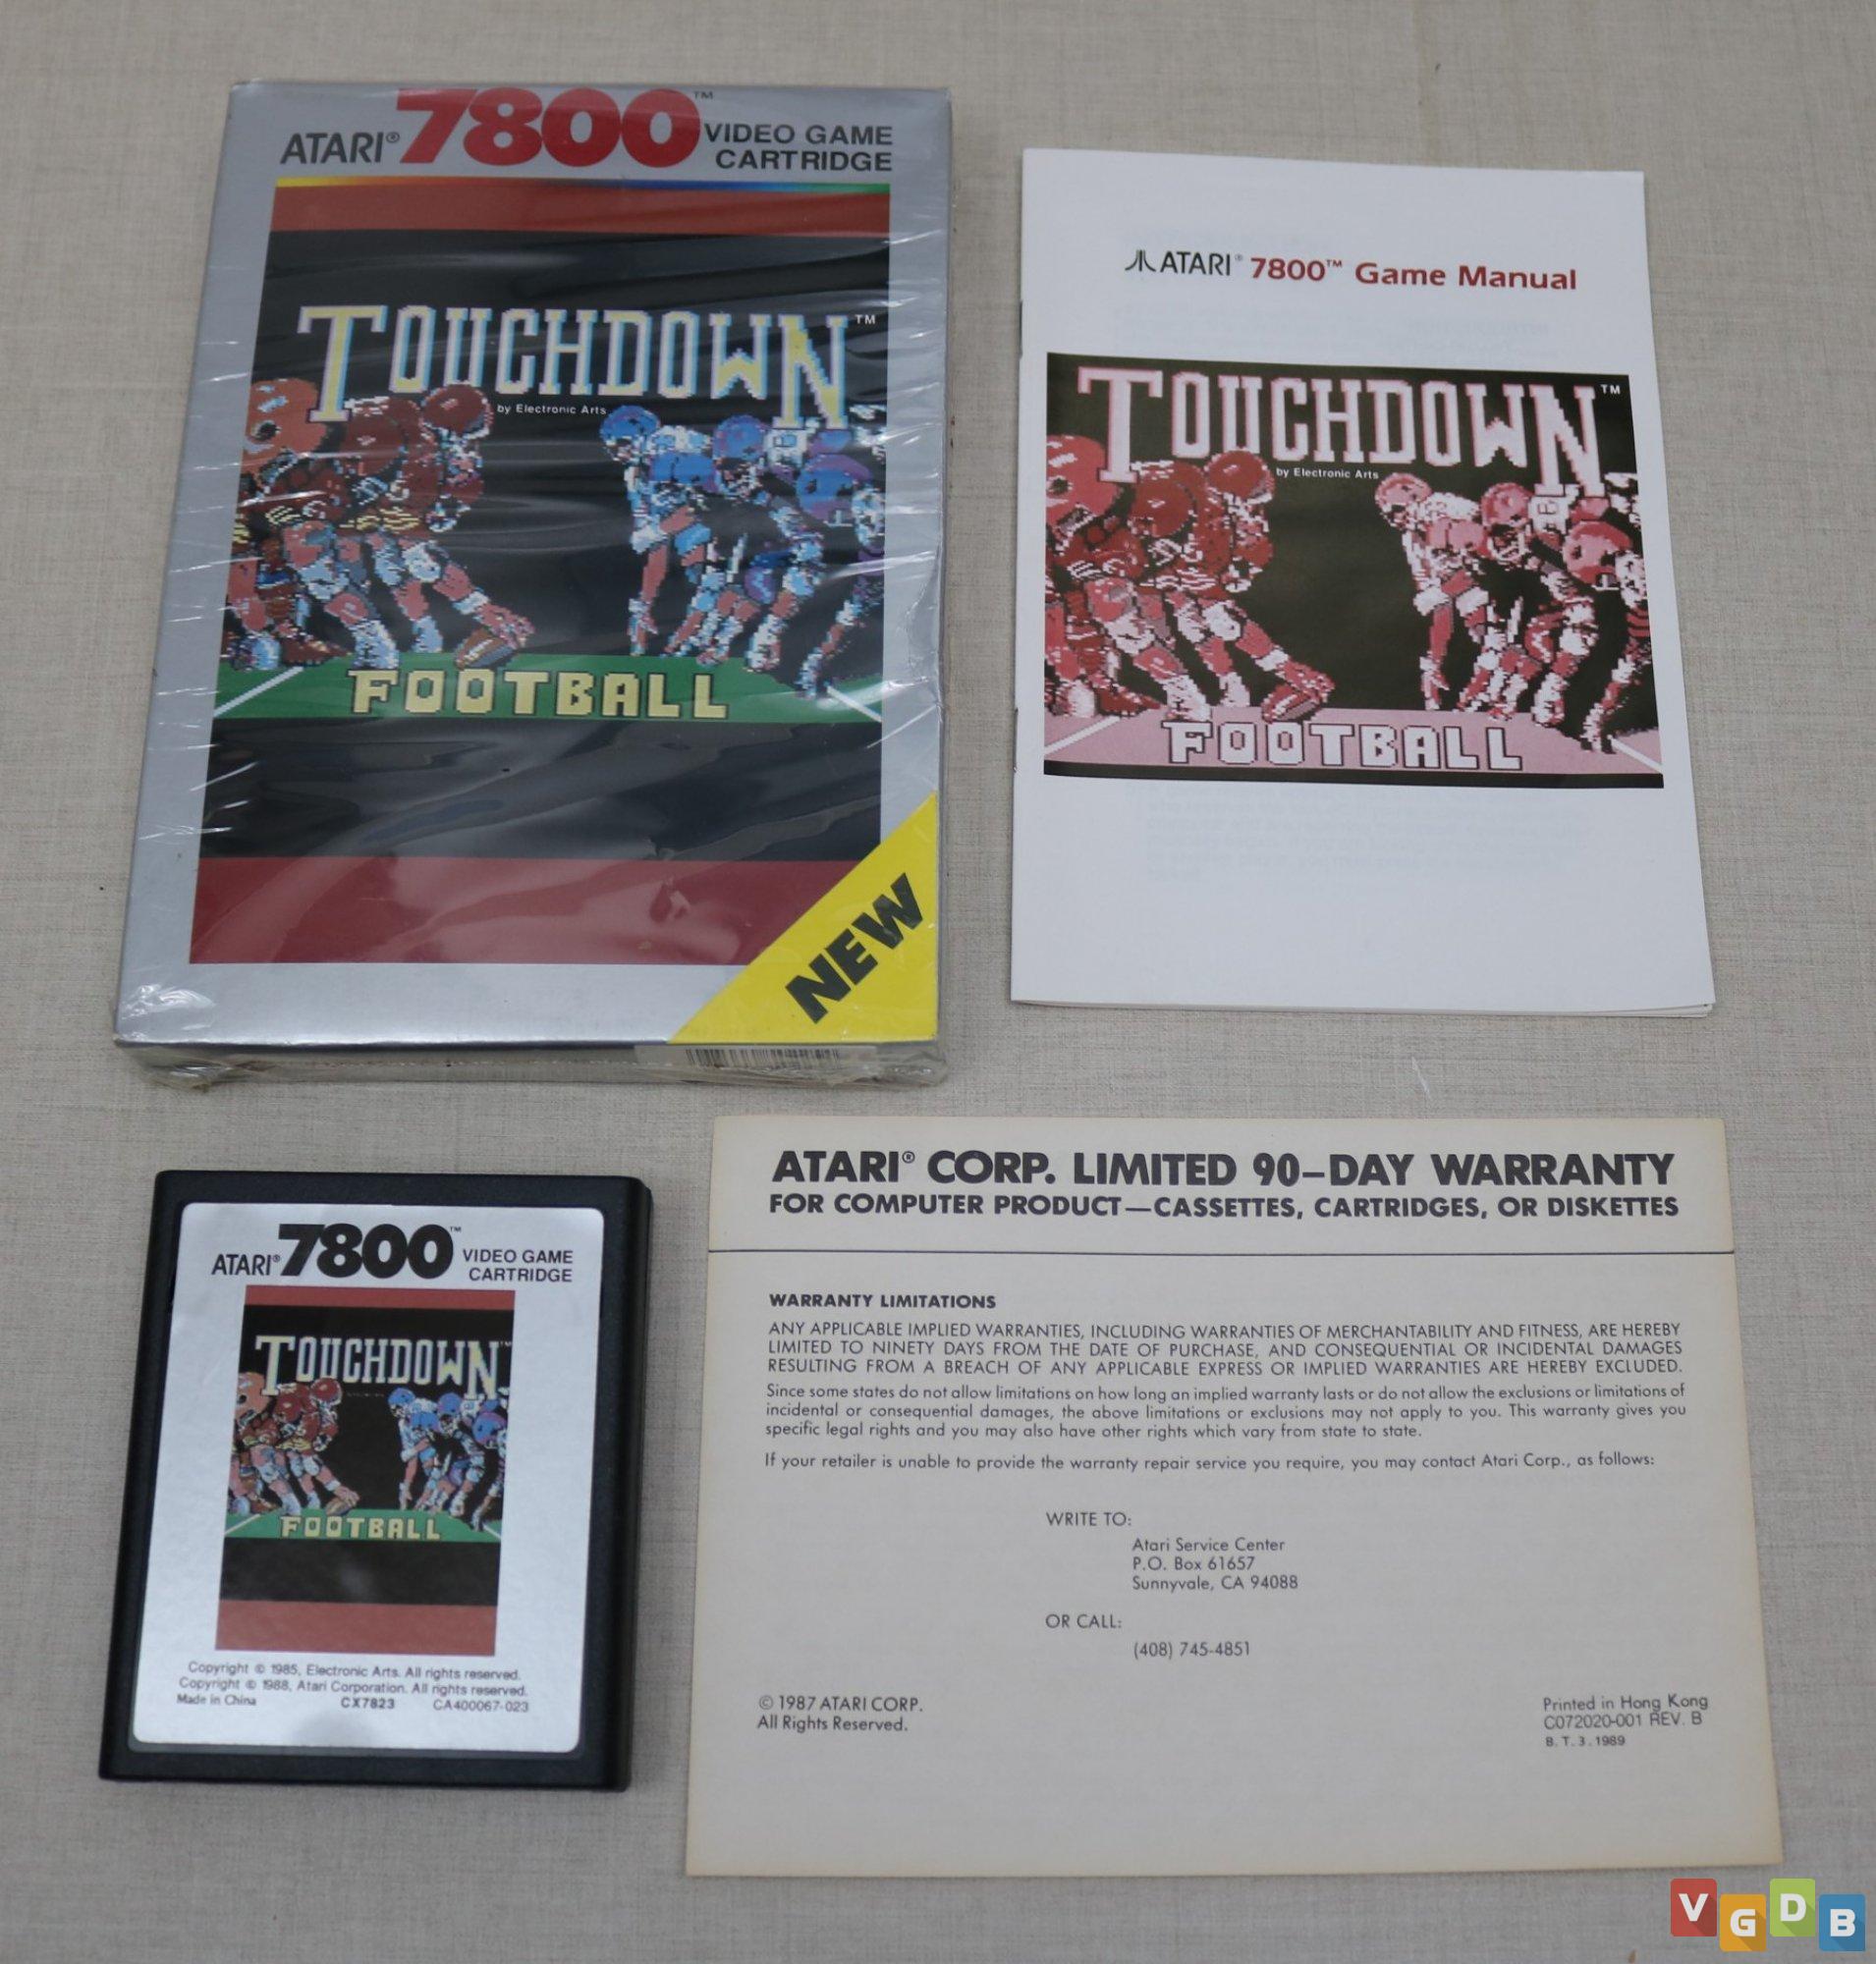 ATARI® 7800™ VIDEO GAME
CARTRIDGE
TOUCHDOWN™
by Electronic Arts
FOOTBALL
NEW
ATARI® 7800™ Game Manual
TOUCHDOWN™
by Electronic Arts
FOOTBALL
ATARI® 7800™ VIDEO GAME
CARTRIDGE
TOUCHDOWN™
FOOTBALL
Copyright © 1985, Electronic Arts. All rights reserved.
Copyright © 1988, Atari Corporation. All rights reserved.
Made in China CX7823 CA400067-023
ATARI® CORP. LIMITED 90–DAY WARRANTY
FOR COMPUTER PRODUCT—CASSETTES, CARTRIDGES, OR DISKETTES
WARRANTY LIMITATIONS
ANY APPLICABLE IMPLIED WARRANTIES, INCLUDING WARRANTIES OF MERCHANTABILITY AND FITNESS, ARE HEREBY
LIMITED TO NINETY DAYS FROM THE DATE OF PURCHASE, AND CONSEQUENTIAL OR INCIDENTAL DAMAGES
RESULTING FROM A BREACH OF ANY APPLICABLE EXPRESS OR IMPLIED WARRANTIES ARE HEREBY EXCLUDED.
Since some states do not allow limitations on how long an implied warranty lasts or do not allow the exclusions or limitations of
incidental or consequential damages, the above limitations or exclusions may not apply to you. This warranty gives you
specific legal rights and you may also have other rights which vary from state to state.
If your retailer is unable to provide the warranty repair service you require, you may contact Atari Corp., as follows:
WRITE TO:
Atari Service Center
P.O. Box 61657
Sunnyvale, CA 94088
OR CALL:
(408) 745-4851
© 1987 ATARI CORP.
All Rights Reserved.
Printed in Hong Kong
C072020-001 REV. B
B. T. 3. 1989
VGDB